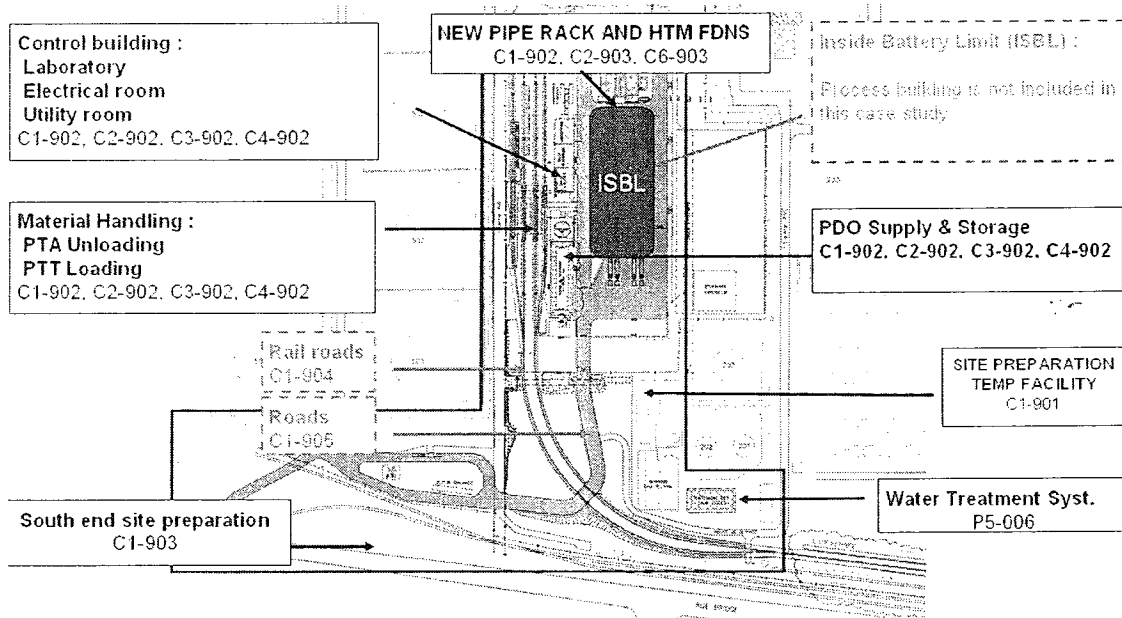 Control building :
Laboratory
Electrical room
Utility room
C1-902, C2-902, C3-902, C4-902
NEW PIPE RACK AND HTM FDNS
C1-902, C2-903, C6-903
Inside Battery Limit (ISBL) :
Process building is not included in
this case study
ISBL
Material Handling :
PTA Unloading
PTT Loading
C1-902, C2-902, C3-902, C4-902
PDO Supply & Storage
C1-902, C2-902, C3-902, C4-902
Rail roads
C1-904
Roads
C1-905
SITE PREPARATION
TEMP FACILITY
C1-901
South end site preparation
C1-903
Water Treatment Syst.
P5-006